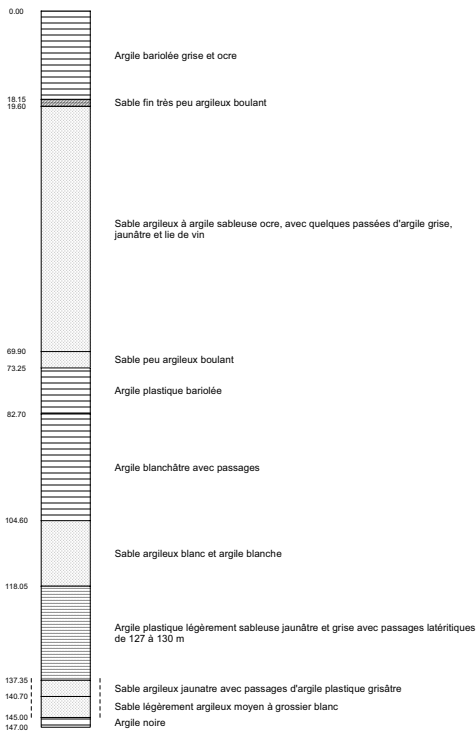 0.00
Argile bariolée grise et ocre
18.15
Sable fin très peu argileux boulant
19.60
Sable argileux à argile sableuse ocre, avec quelques passées d'argile grise,
jaunâtre et lie de vin
69.90
Sable peu argileux boulant
73.25
Argile plastique bariolée
82.70
Argile blanchâtre avec passages
104.60
Sable argileux blanc et argile blanche
118.05
Argile plastique légèrement sableuse jaunâtre et grise avec passages latéritiques
de 127 à 130 m
137.35
Sable argileux jaunatre avec passages d'argile plastique grisâtre
140.70
Sable légèrement argileux moyen à grossier blanc
145.00
Argile noire
147.00